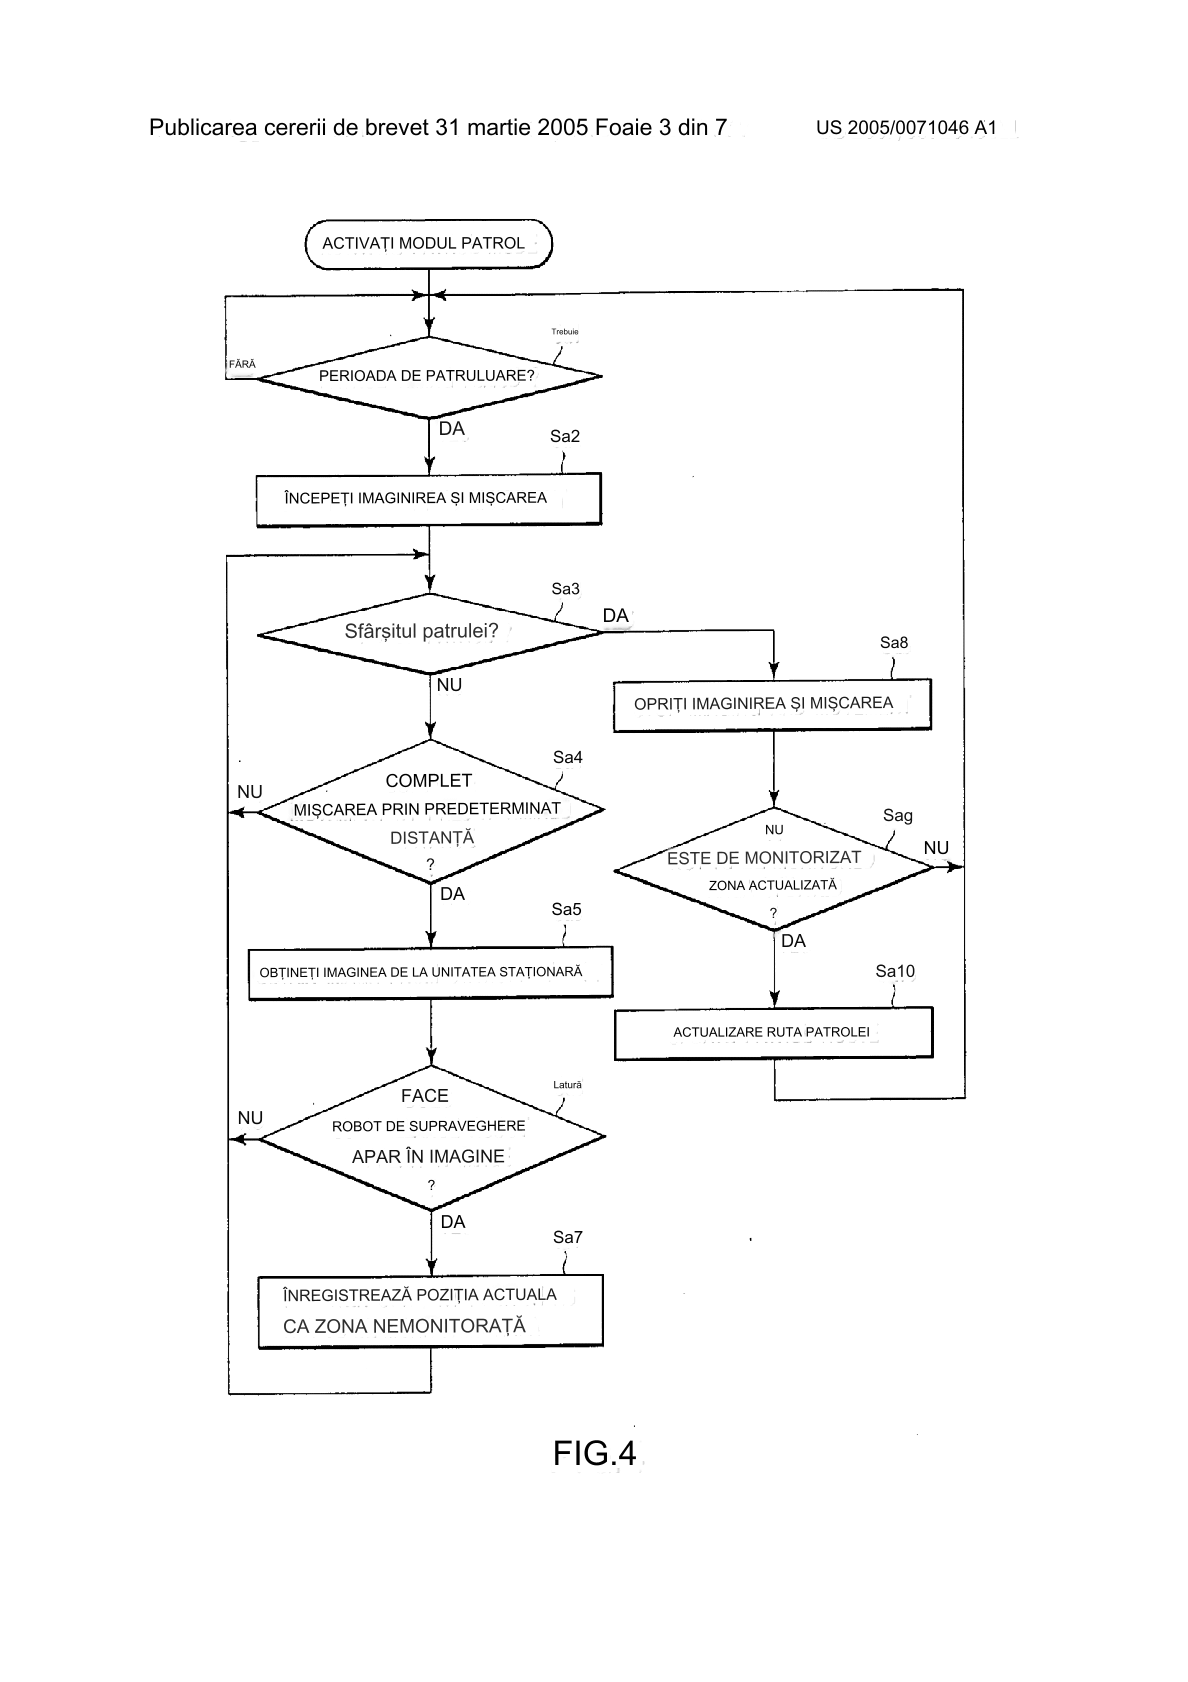 Publicarea cererii de brevet 31 martie 2005 Foaie 3 din 7
US 2005/0071046 A1
ACTIVAȚI MODUL PATROL
Trebuie
FĂRĂ
PERIOADA DE PATRULUARE?
DA
Sa2
ÎNCEPEȚI IMAGINIREA ȘI MIȘCAREA
Sa3
DA
Sfârșitul patrulei?
NU
Sa8
OPRIȚI IMAGINIREA ȘI MIȘCAREA
Sa4
NU
COMPLET
MIȘCAREA PRIN PREDETERMINAT
DISTANȚĂ
?
DA
Sag
NU
NU
ESTE DE MONITORIZAT
ZONA ACTUALIZATĂ
?
DA
Sa5
OBȚINEȚI IMAGINEA DE LA UNITATEA STAȚIONARĂ
Sa10
ACTUALIZARE RUTA PATROLEI
Latură
NU
FACE
ROBOT DE SUPRAVEGHERE
APAR ÎN IMAGINE
?
DA
Sa7
ÎNREGISTREAZĂ POZIȚIA ACTUALA
CA ZONA NEMONITORAȚĂ
FIG.4